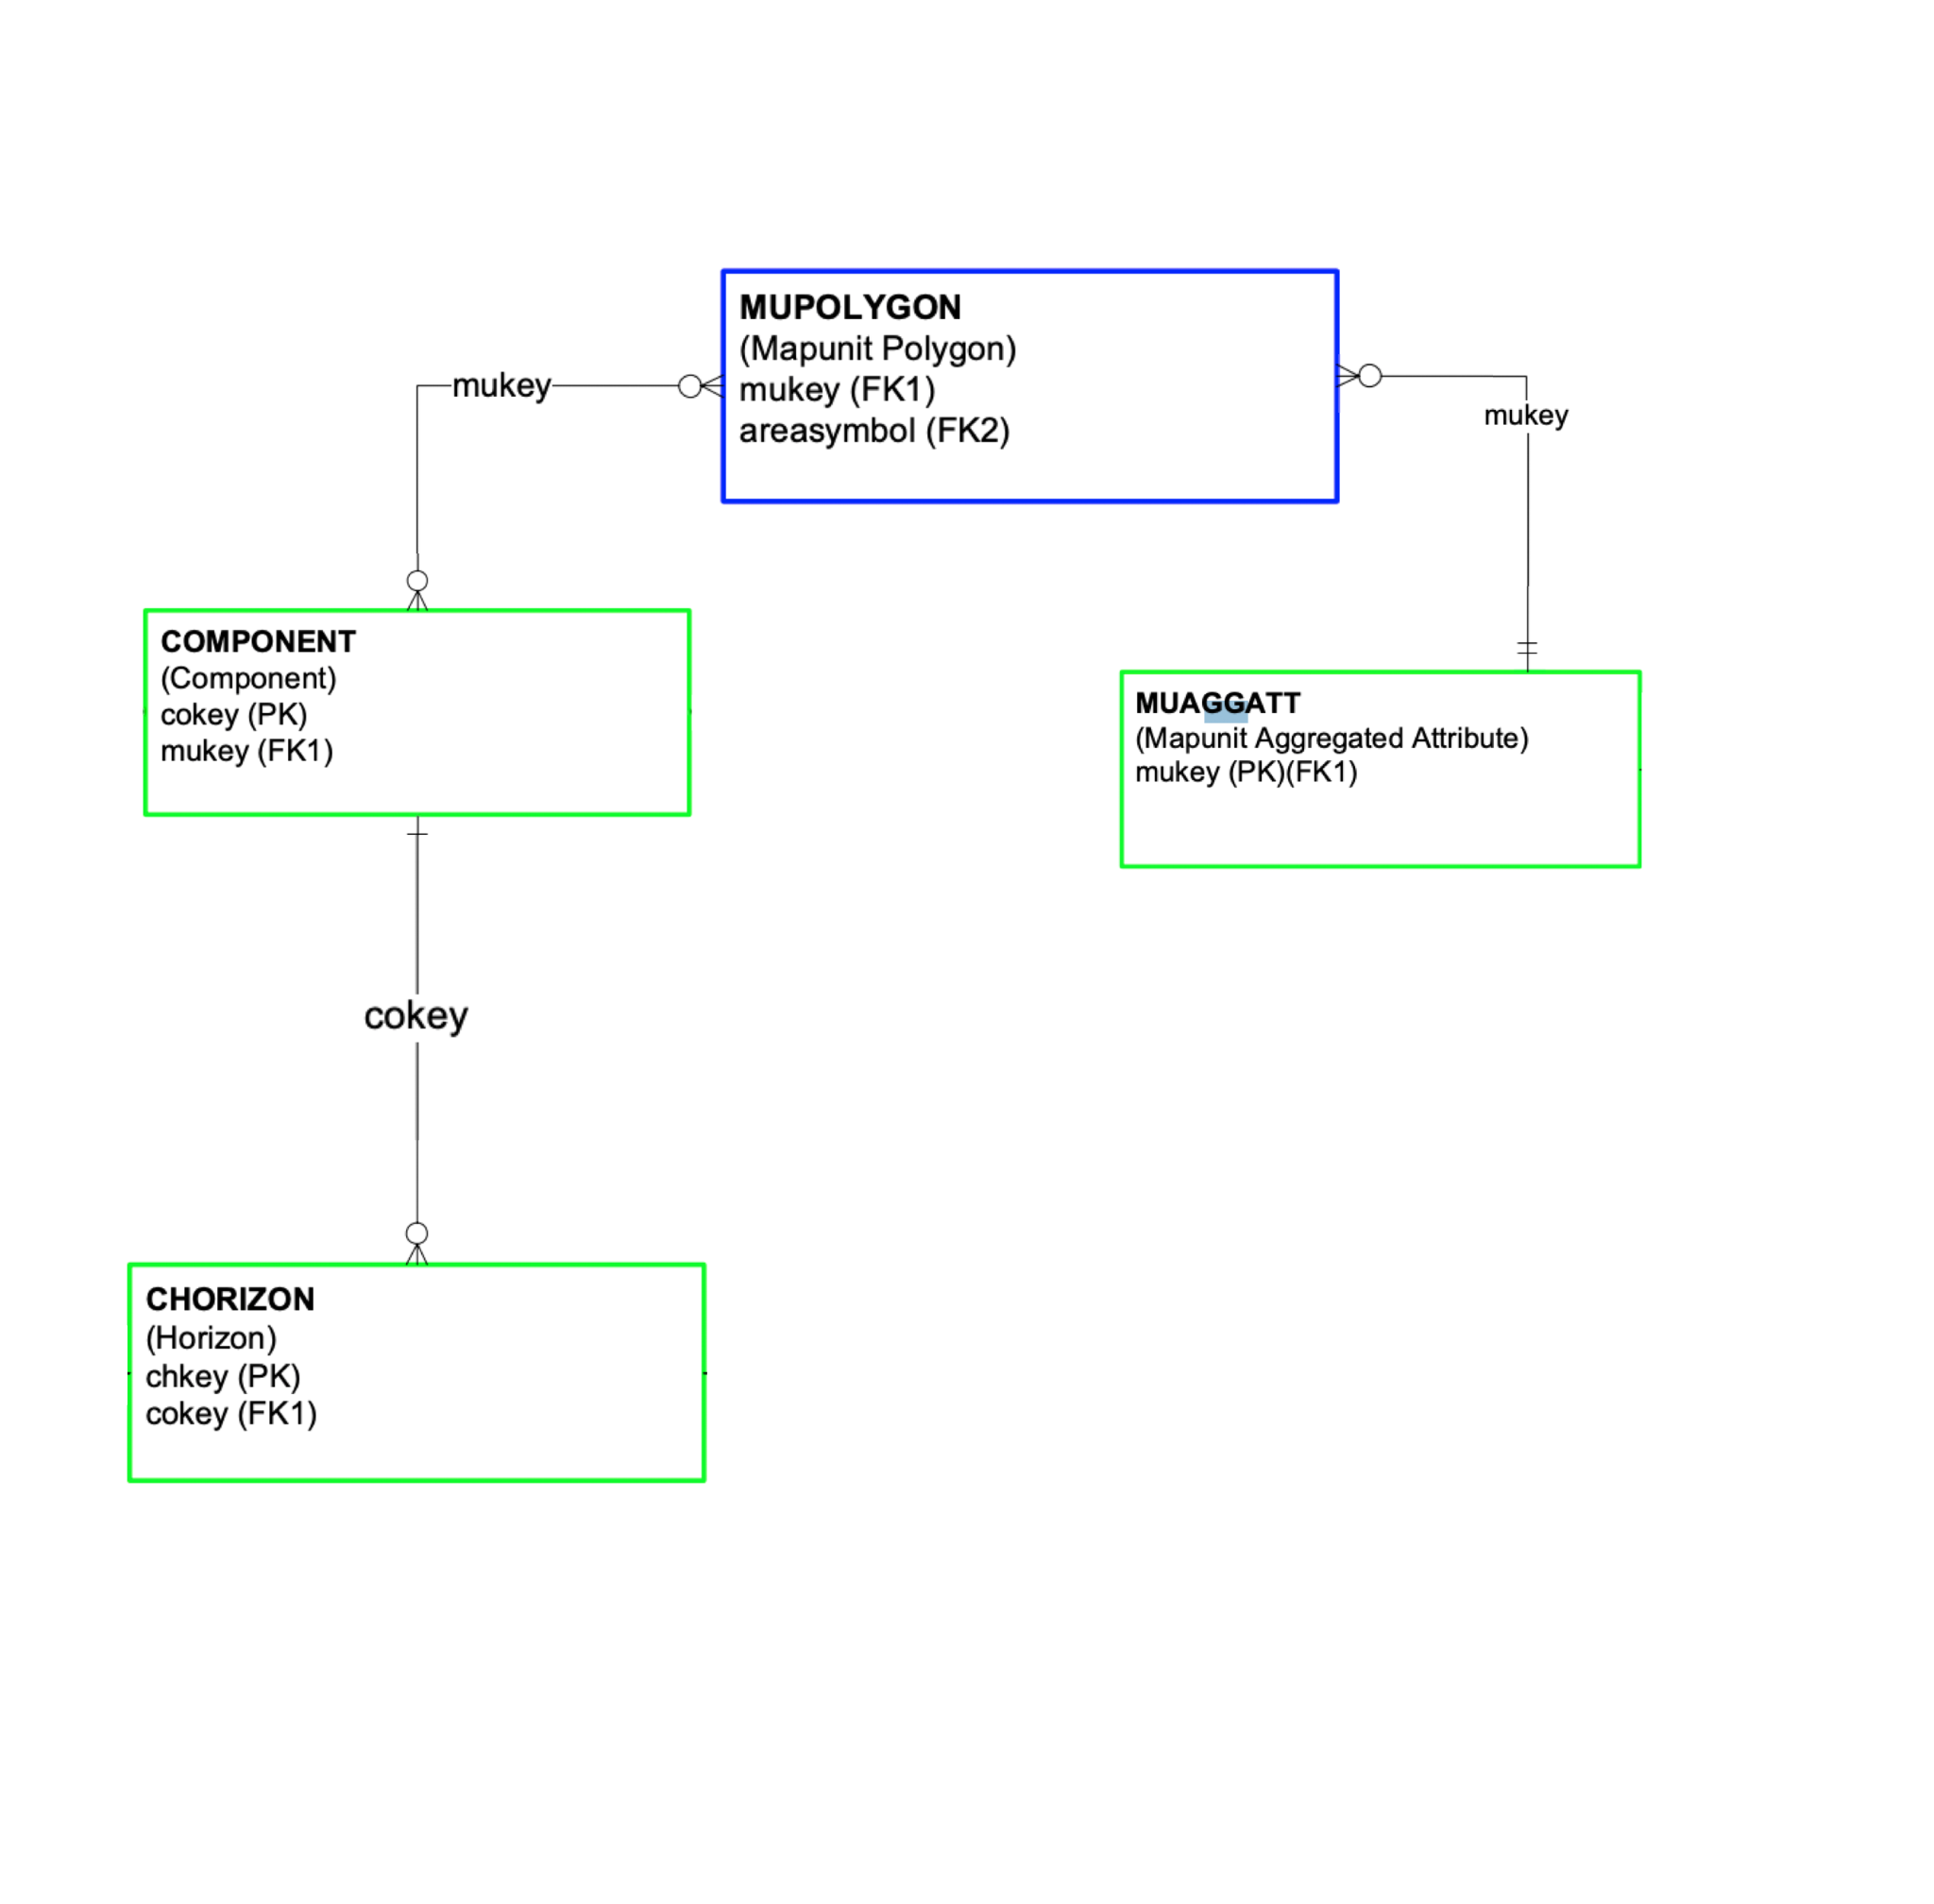 MUPOLYGON
(Mapunit Polygon)
mukey (FK1)
areasymbol (FK2)
mukey
mukey
COMPONENT
(Component)
cokey (PK)
mukey (FK1)
MUAGGATT
(Mapunit Aggregated Attribute)
mukey (PK)(FK1)
cokey
CHORIZON
(Horizon)
chkey (PK)
cokey (FK1)